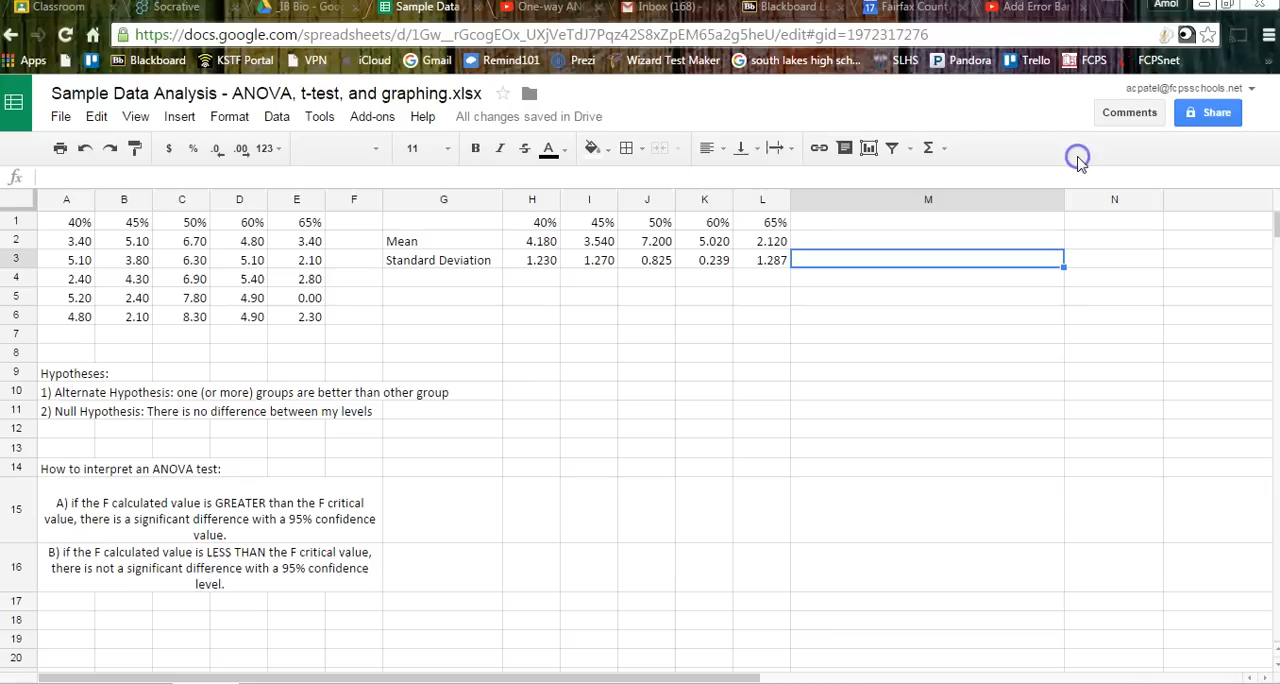 Classroom Socrative IB Bio - Goo Sample Data One-way AN Inbox (168) - Blackboard L 17 Fairfax County Add Error Bar Amol
https://docs.google.com/spreadsheets/d/1Gw__rGcogEOx_UXjVeTdJ7Pqz42S8xZpEM65a2g5heU/edit#gid=1972317276
Apps Bb Blackboard KSTF Portal VPN iCloud Gmail Remind101 Prezi Wizard Test Maker south lakes high sch... SLHS Pandora Trello FCPS FCPSnet »
Sample Data Analysis - ANOVA, t-test, and graphing.xlsx
acpatel@fcpsschools.net
File Edit View Insert Format Data Tools Add-ons Help All changes saved in Drive Comments Share
$ % .0 .00 123 11 B I S A Σ
fx
A B C D E F G H I J K L M N
1 40% 45% 50% 60% 65% 40% 45% 50% 60% 65%
2 3.40 5.10 6.70 4.80 3.40 Mean 4.180 3.540 7.200 5.020 2.120
3 5.10 3.80 6.30 5.10 2.10 Standard Deviation 1.230 1.270 0.825 0.239 1.287
4 2.40 4.30 6.90 5.40 2.80
5 5.20 2.40 7.80 4.90 0.00
6 4.80 2.10 8.30 4.90 2.30
7
8
9 Hypotheses:
10 1) Alternate Hypothesis: one (or more) groups are better than other group
11 2) Null Hypothesis: There is no difference between my levels
12
13
14 How to interpret an ANOVA test:
A) if the F calculated value is GREATER than the F critical
15 value, there is a significant difference with a 95% confidence
value.
B) if the F calculated value is LESS THAN the F critical value,
16 there is not a significant difference with a 95% confidence
level.
17
18
19
20